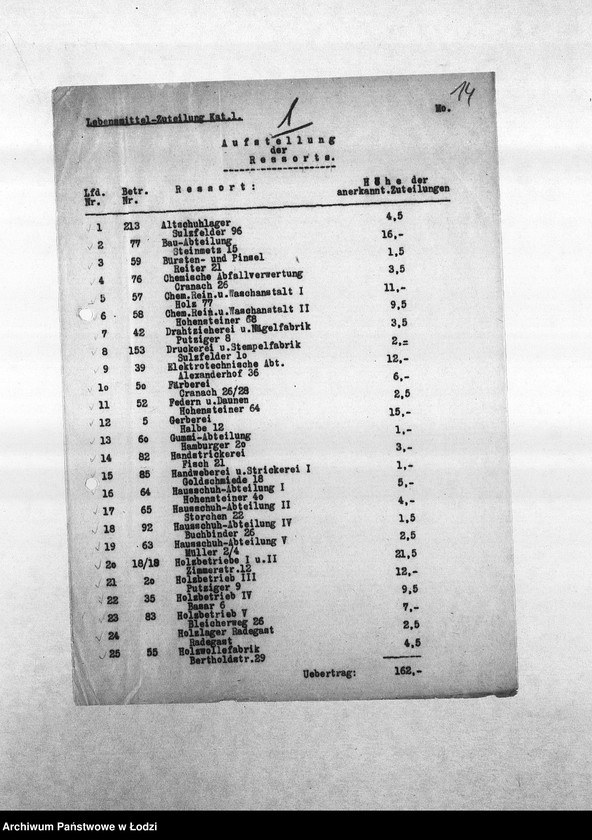 14
Lebensmittel-Zuteilung Kat.1.
1
No.
Aufstellung
der
Ressorts.
Lfd. Nr. Betr. Nr. Ressort: Höhe der anerkannt.Zuteilungen
1 213 Altschuhlager 4,5
Sulzfelder 96
2 77 Bau-Abteilung 16,-
Steinmetz 15
3 59 Bürsten- und Pinsel 1,5
Reiter 21
4 76 Chemische Abfallverwertung 3,5
Cranach 26
5 57 Chem.Rein.u.Waschanstalt I 11,-
Holz 77
6 58 Chem.Rein.u.Waschanstalt II 9,5
Hohensteiner 68
7 42 Drahtzieherei u.Nägelfabrik 3,5
Putziger 8
8 153 Druckerei u.Stempelfabrik 2,=
Sulzfelder 1o
9 39 Elektrotechnische Abt. 12,-
Alexanderhof 36
1o 5o Färberei 6,-
Cranach 26/28
11 52 Federn u.Daunen 2,5
Hohensteiner 64
12 5 Gerberei 15,-
Halbe 12
13 6o Gummi-Abteilung 1,-
Hamburger 2o
14 82 Handstrickerei 3,-
Fisch 21
15 85 Handweberei u.Strickerei I 1,-
Goldschmiede 18
16 64 Hausschuh-Abteilung I 5,-
Hohensteiner 4o
17 65 Hausschuh-Abteilung II 4,-
Storchen 22
18 92 Hausschuh-Abteilung IV 1,5
Buchbinder 26
19 63 Hausschuh-Abteilung V 2,5
Müller 2/4
2o 18/18 Holzbetriebe I u.II 21,5
Zimmerstr.12
21 2o Holzbetrieb III 12,-
Putziger 9
22 35 Holzbetrieb IV 9,5
Basar 6
23 83 Holzbetrieb V 7,-
Bleicherweg 26
24 Holzlager Radegast 2,5
Radegast
25 55 Holzwollefabrik 4,5
Bertholdstr.29
Uebertrag: 162,-
Archiwum Państwowe w Łodzi